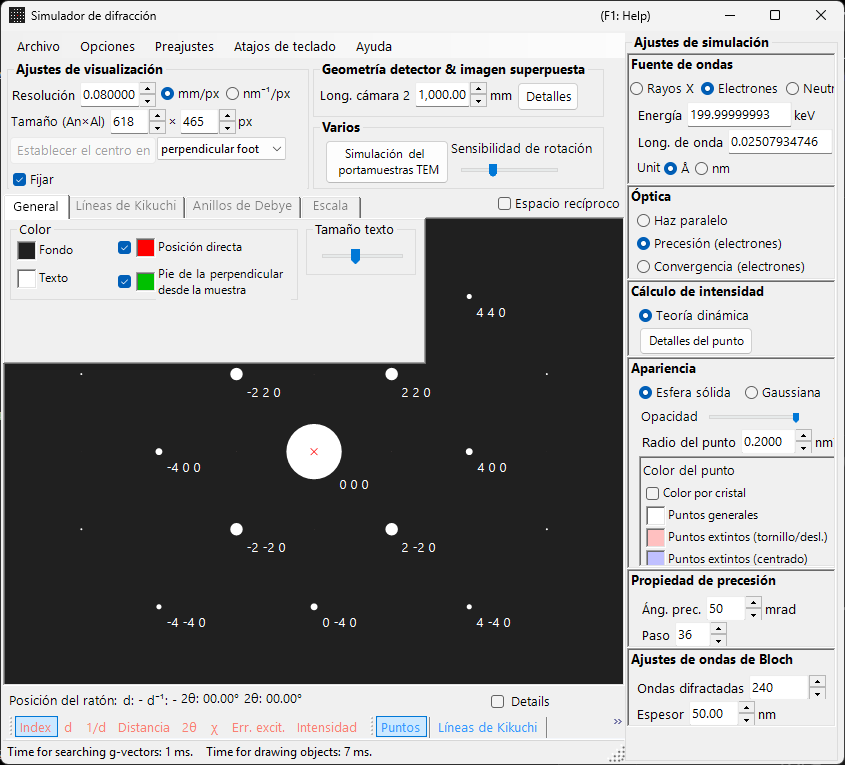 Simulador de difracción
(F1: Help)
Archivo Opciones Preajustes Atajos de teclado Ayuda
Ajustes de visualización
Resolución 0.080000 mm/px nm⁻¹/px
Tamaño (An×Al) 618 × 465 px
Establecer el centro en perpendicular foot
Fijar
Geometría detector & imagen superpuesta
Long. cámara 2 1,000.00 mm Detalles
Varios
Simulación del
portamuestras TEM
Sensibilidad de rotación
General Líneas de Kikuchi Anillos de Debye Escala
Espacio recíproco
Color
Fondo
Texto
Posición directa
Pie de la perpendicular
desde la muestra
Tamaño texto
4 4 0
-2 2 0
2 2 0
-4 0 0
4 0 0
0 0 0
-2 -2 0
2 -2 0
-4 -4 0
0 -4 0
4 -4 0
Posición del ratón: d: - d⁻¹: - 2θ: 00.00° 2θ: 00.00°
Details
Index d 1/d Distancia 2θ χ Err. excit. Intensidad Puntos Líneas de Kikuchi »
Time for searching g-vectors: 1 ms. Time for drawing objects: 7 ms.
Ajustes de simulación
Fuente de ondas
Rayos X Electrones Neutr
Energía 199.99999993 keV
Long. de onda 0.02507934746
Unit Å nm
Óptica
Haz paralelo
Precesión (electrones)
Convergencia (electrones)
Cálculo de intensidad
Teoría dinámica
Detalles del punto
Apariencia
Esfera sólida Gaussiana
Opacidad
Radio del punto 0.2000 nm
Color del punto
Color por cristal
Puntos generales
Puntos extintos (tornillo/desl.)
Puntos extintos (centrado)
Propiedad de precesión
Áng. prec. 50 mrad
Paso 36
Ajustes de ondas de Bloch
Ondas difractadas 240
Espesor 50.00 nm